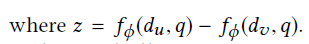 where z = f_ϕ(d_u, q) − f_ϕ(d_v, q).